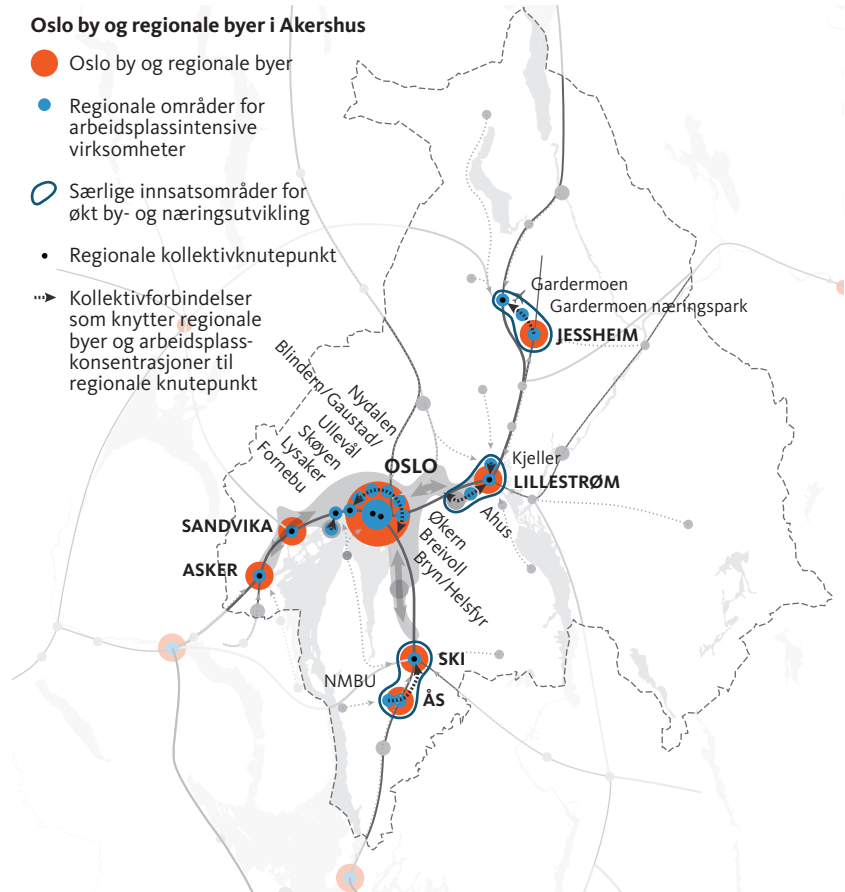 Oslo by og regionale byer i Akershus
Oslo by og regionale byer
Regionale områder for
arbeidsplassintensive
virksomheter
Særlige innsatsområder for
økt by- og næringsutvikling
Regionale kollektivknutepunkt
Kollektivforbindelser
som knytter regionale
byer og arbeidsplass-
konsentrasjoner til
regionale knutepunkt
Gardermoen
Gardermoen næringspark
JESSHEIM
Nydalen
Blindern/Gaustad/
Ullevål
Skøyen
Lysaker
Fornebu
OSLO
Kjeller
LILLESTRØM
SANDVIKA
ASKER
Ahus
Økern
Breivoll
Bryn/Helsfyr
SKI
NMBU
ÅS